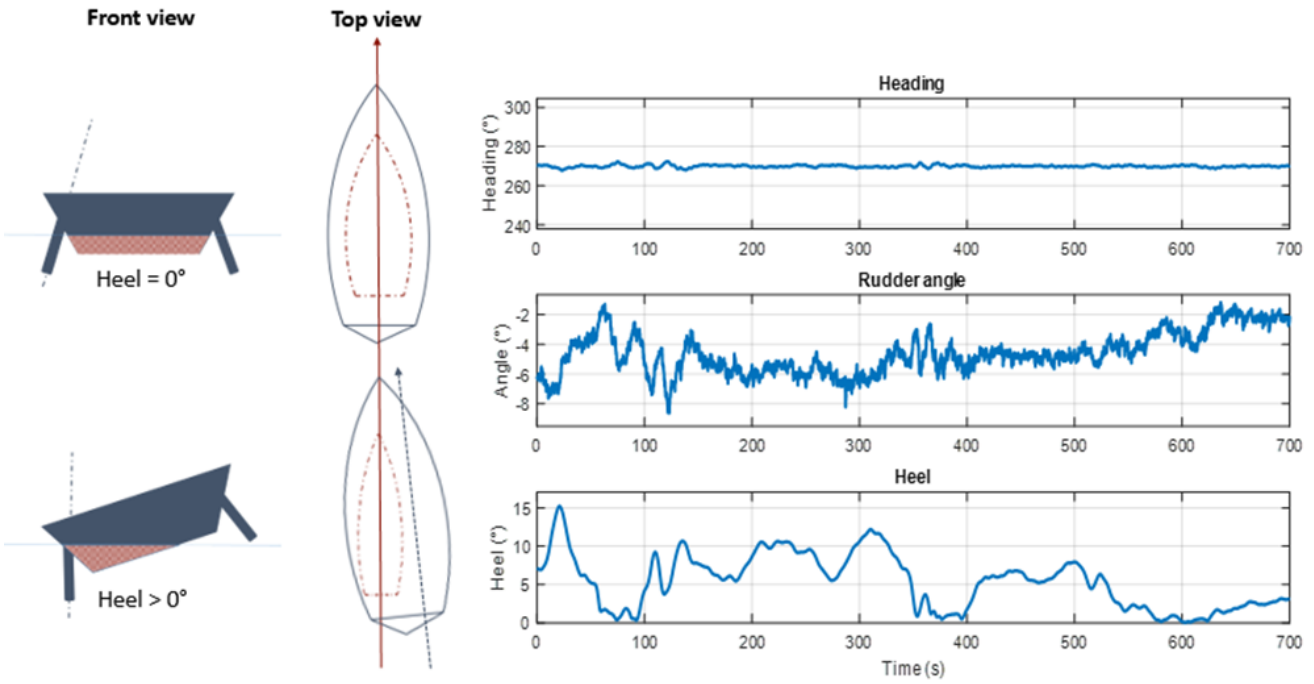 Front view
Top view
Heel = 0°
Heel > 0°
Heading
Heading (°)
300
280
260
240
0 100 200 300 400 500 600 700
Rudder angle
Angle (°)
-2
-4
-6
-8
0 100 200 300 400 500 600 700
Heel
Heel (°)
15
10
5
0
0 100 200 300 400 500 600 700
Time (s)